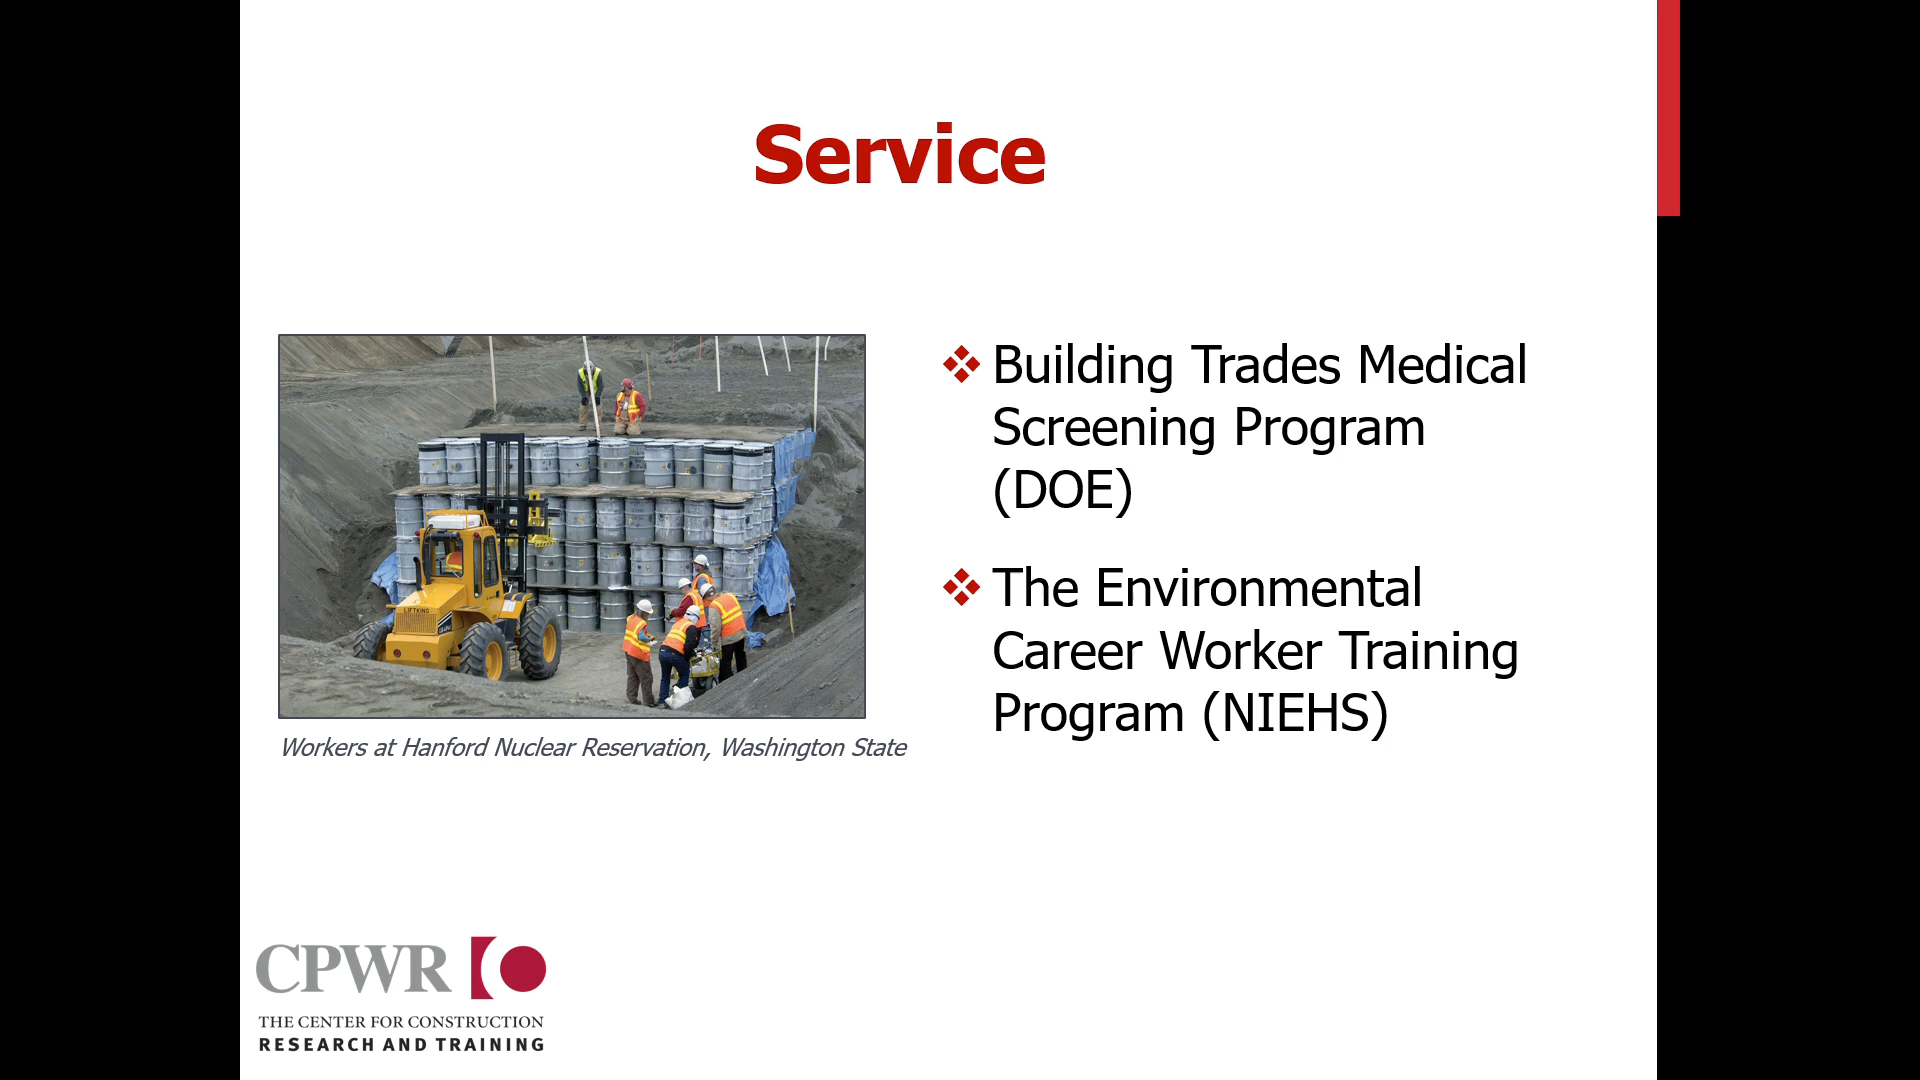 Service
Building Trades Medical
Screening Program
(DOE)
The Environmental
Career Worker Training
Program (NIEHS)
LIFTKING
Workers at Hanford Nuclear Reservation, Washington State
CPWR
THE CENTER FOR CONSTRUCTION
RESEARCH AND TRAINING